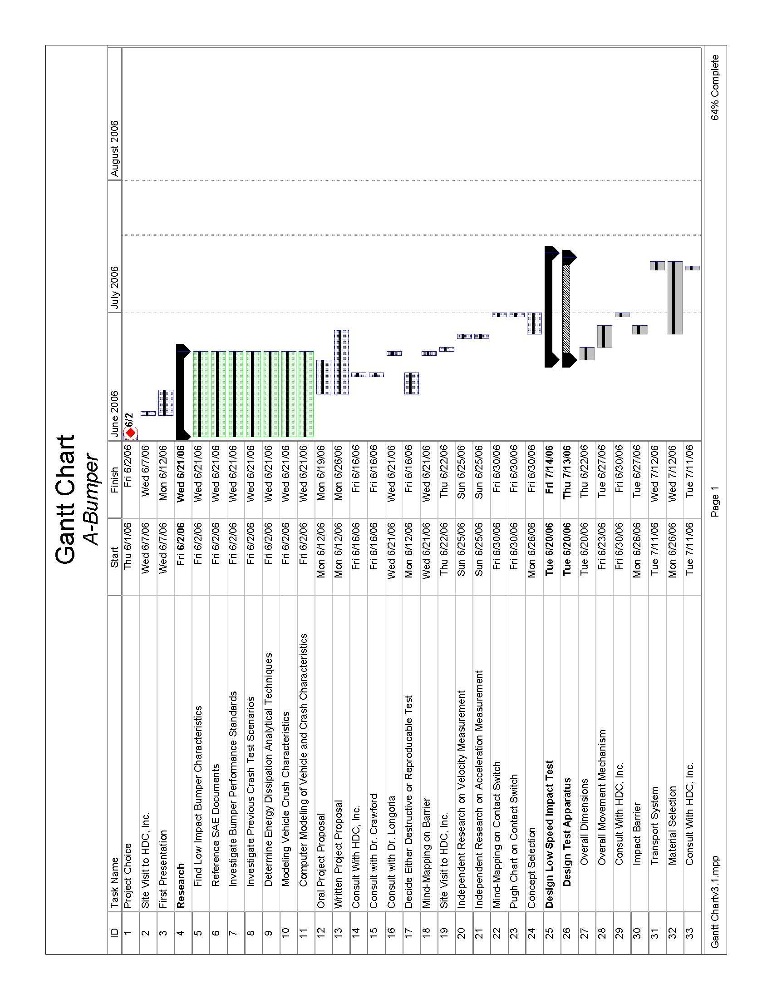 Gantt Chart
A-Bumper
ID Task Name Start Finish June 2006 July 2006 August 2006
1 Project Choice Thu 6/1/06 Fri 6/2/06 6/2
2 Site Visit to HDC, Inc. Wed 6/7/06 Wed 6/7/06
3 First Presentation Wed 6/7/06 Mon 6/12/06
4 Research Fri 6/2/06 Wed 6/21/06
5 Find Low Impact Bumper Characteristics Fri 6/2/06 Wed 6/21/06
6 Reference SAE Documents Fri 6/2/06 Wed 6/21/06
7 Investigate Bumper Performance Standards Fri 6/2/06 Wed 6/21/06
8 Investigate Previous Crash Test Scenarios Fri 6/2/06 Wed 6/21/06
9 Determine Energy Dissipation Analytical Techniques Fri 6/2/06 Wed 6/21/06
10 Modeling Vehicle Crush Characteristics Fri 6/2/06 Wed 6/21/06
11 Computer Modeling of Vehicle and Crash Characteristics Fri 6/2/06 Wed 6/21/06
12 Oral Project Proposal Mon 6/12/06 Mon 6/19/06
13 Written Project Proposal Mon 6/12/06 Mon 6/26/06
14 Consult With HDC, Inc. Fri 6/16/06 Fri 6/16/06
15 Consult with Dr. Crawford Fri 6/16/06 Fri 6/16/06
16 Consult with Dr. Longoria Wed 6/21/06 Wed 6/21/06
17 Decide Either Destructive or Reproducable Test Mon 6/12/06 Fri 6/16/06
18 Mind-Mapping on Barrier Wed 6/21/06 Wed 6/21/06
19 Site Visit to HDC, Inc. Thu 6/22/06 Thu 6/22/06
20 Independent Research on Velocity Measurement Sun 6/25/06 Sun 6/25/06
21 Independent Research on Acceleration Measurement Sun 6/25/06 Sun 6/25/06
22 Mind-Mapping on Contact Switch Fri 6/30/06 Fri 6/30/06
23 Pugh Chart on Contact Switch Fri 6/30/06 Fri 6/30/06
24 Concept Selection Mon 6/26/06 Fri 6/30/06
25 Design Low Speed Impact Test Tue 6/20/06 Fri 7/14/06
26 Design Test Apparatus Tue 6/20/06 Thu 7/13/06
27 Overall Dimensions Tue 6/20/06 Thu 6/22/06
28 Overall Movement Mechanism Fri 6/23/06 Tue 6/27/06
29 Consult With HDC, Inc. Fri 6/30/06 Fri 6/30/06
30 Impact Barrier Mon 6/26/06 Tue 6/27/06
31 Transport System Tue 7/11/06 Wed 7/12/06
32 Material Selection Mon 6/26/06 Wed 7/12/06
33 Consult With HDC, Inc. Tue 7/11/06 Tue 7/11/06
Gantt Chartv3.1.mpp Page 1 64% Complete